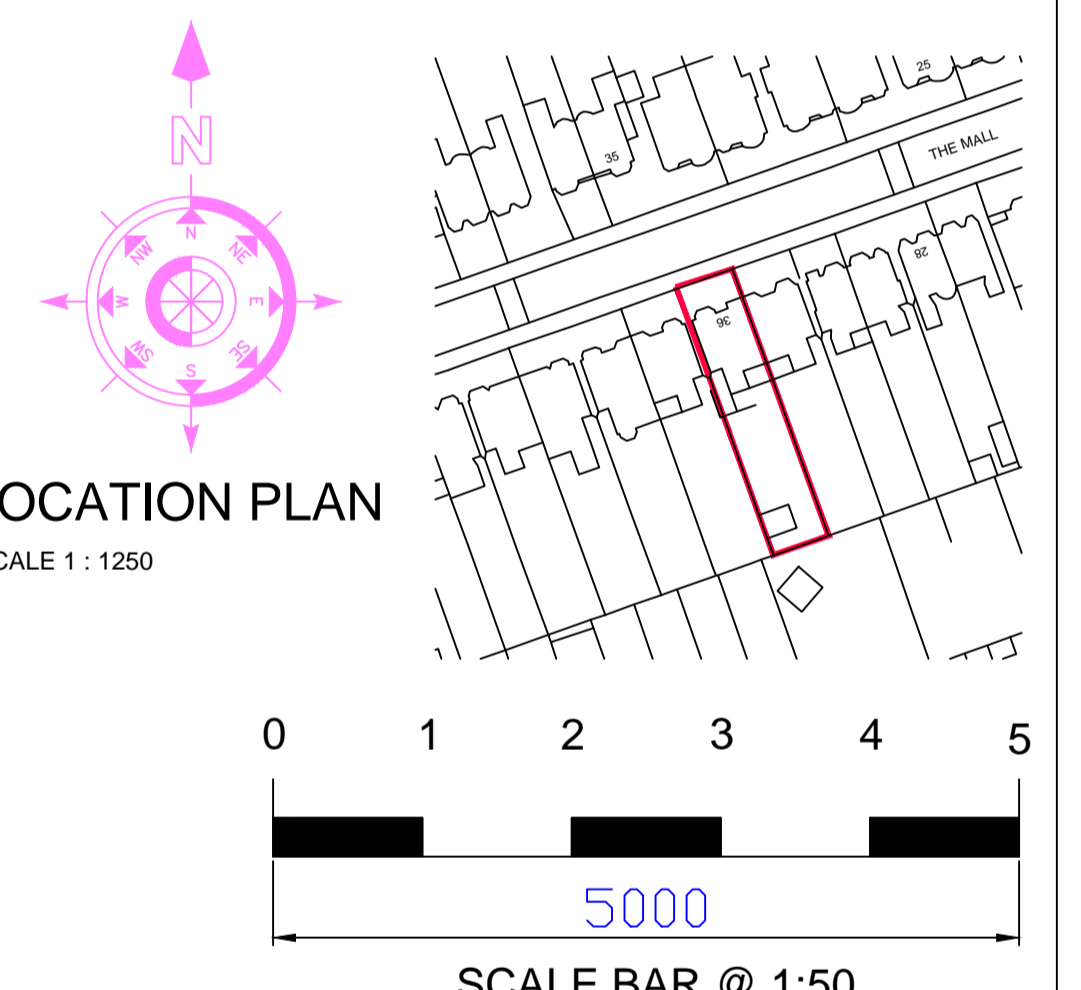 N
N
NW
NE
W
E
SW
SE
S
OCATION PLAN
CALE 1 : 1250
25
THE MALL
35
28
36
0 1 2 3 4 5
5000
SCALE BAR @ 1:50